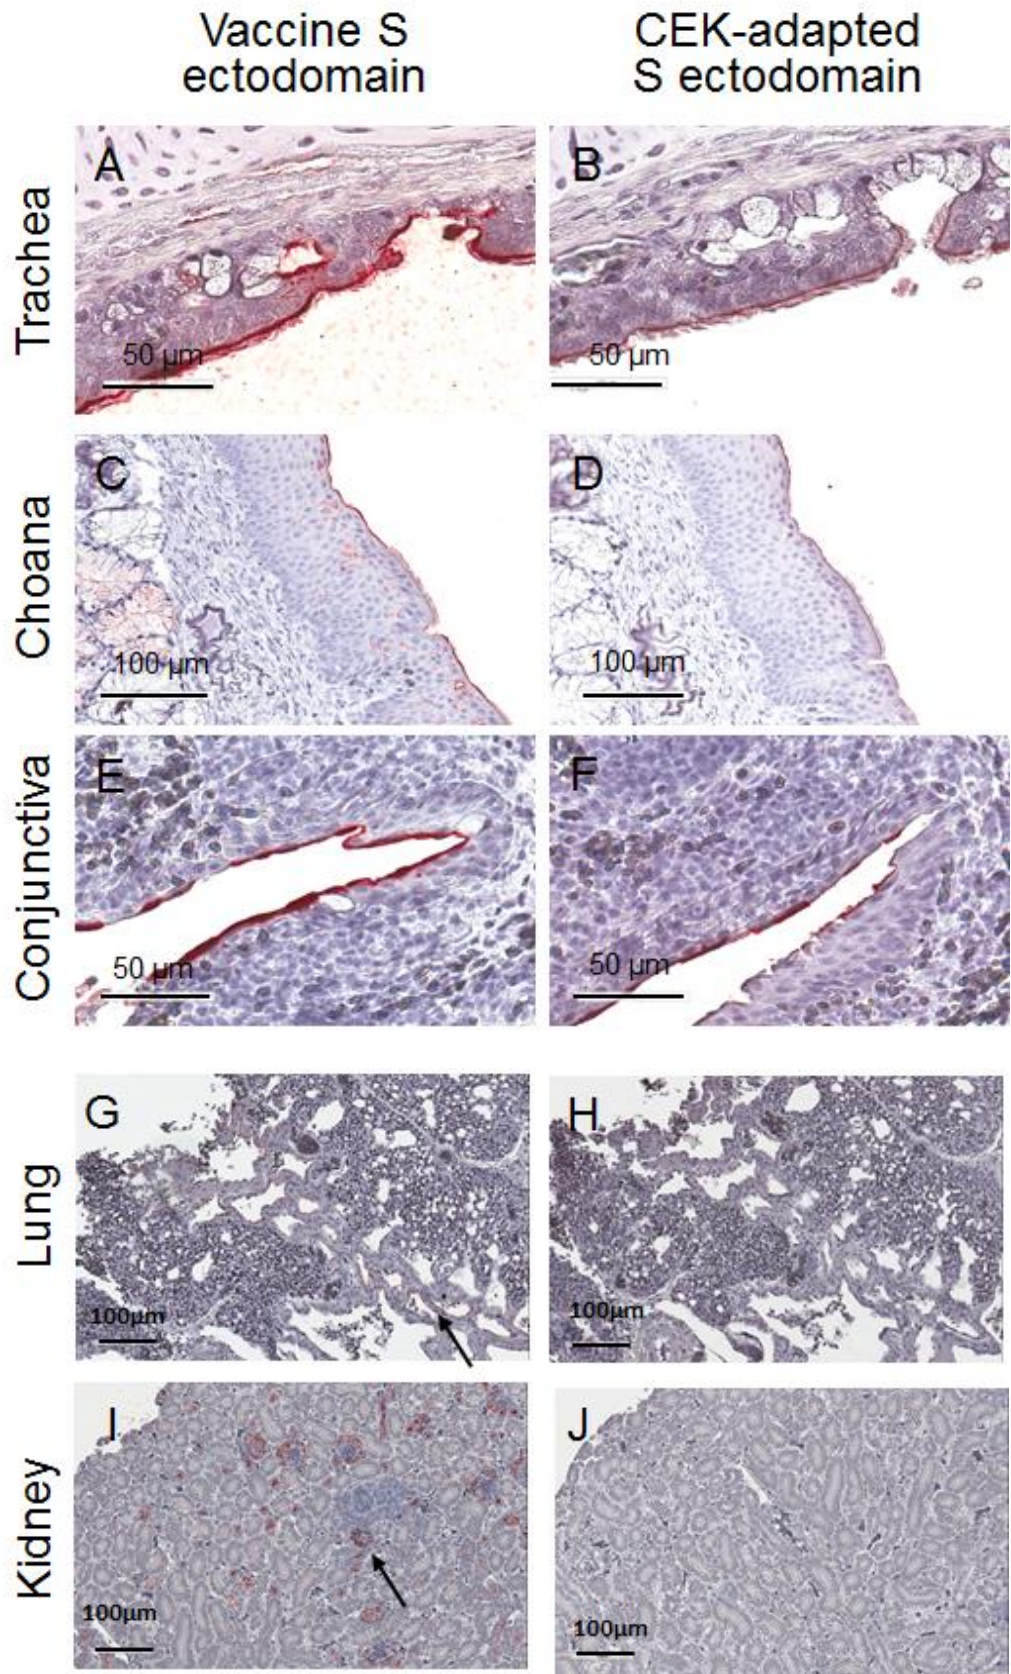 Vaccine S
ectodomain
CEK-adapted
S ectodomain
Trachea
A
50 µm
B
50 µm
Choana
C
100 µm
D
100 µm
Conjunctiva
E
50 µm
F
50 µm
Lung
G
100µm
H
100µm
Kidney
I
100µm
J
100µm